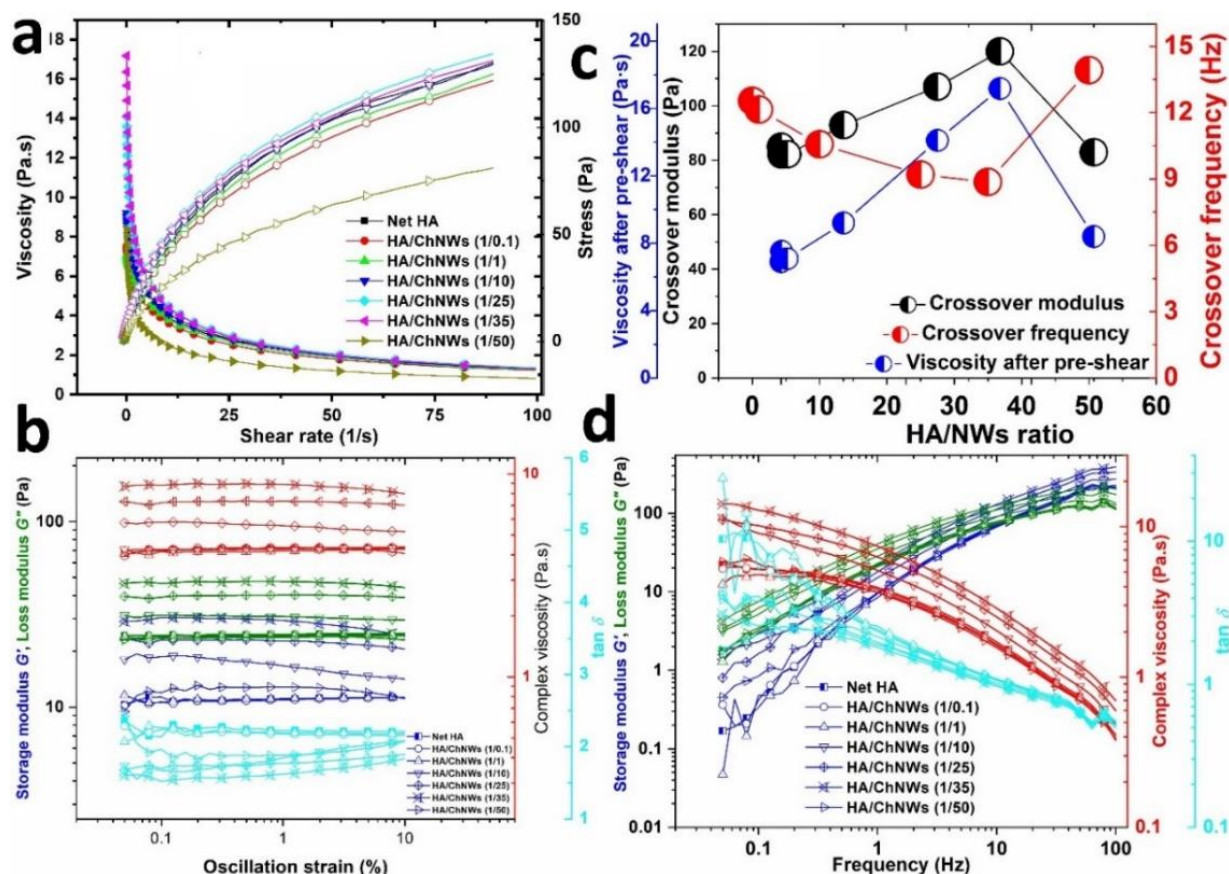 a
Viscosity (Pa.s)
18
16
14
12
10
8
6
4
2
0
0 25 50 75 100
Shear rate (1/s)
150
100
50
0
Stress (Pa)
Net HA
HA/ChNWs (1/0.1)
HA/ChNWs (1/1)
HA/ChNWs (1/10)
HA/ChNWs (1/25)
HA/ChNWs (1/35)
HA/ChNWs (1/50)
c
Viscosity after pre-shear (Pa·s)
20
16
12
8
4
0
Crossover modulus (Pa)
120
100
80
60
40
20
0
0 10 20 30 40 50 60
HA/NWs ratio
15
12
9
6
3
0
Crossover frequency (Hz)
Crossover modulus
Crossover frequency
Viscosity after pre-shear
b
Storage modulus G', Loss modulus G" (Pa)
100
10
0.1 1 10
Oscillation strain (%)
10
1
Complex viscosity (Pa.s)
6
5
4
3
2
1
tan δ
Net HA
HA/ChNWs (1/0.1)
HA/ChNWs (1/1)
HA/ChNWs (1/10)
HA/ChNWs (1/25)
HA/ChNWs (1/35)
HA/ChNWs (1/50)
d
Storage modulus G', Loss modulus G" (Pa)
100
10
1
0.1
0.01
0.1 1 10 100
Frequency (Hz)
10
1
0.1
Complex viscosity (Pa.s)
10
1
0.1
tan δ
Net HA
HA/ChNWs (1/0.1)
HA/ChNWs (1/1)
HA/ChNWs (1/10)
HA/ChNWs (1/25)
HA/ChNWs (1/35)
HA/ChNWs (1/50)